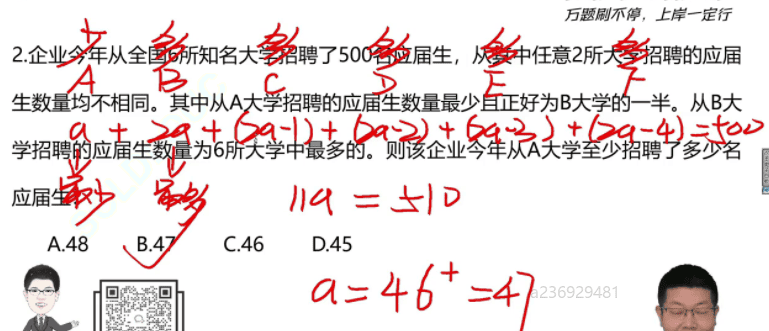 万题刷不停，上岸一定行
2.企业今年从全国6所知名大学招聘了500名应届生，从其中任意2所大学招聘的应届
A B C D E F
生数量均不相同。其中从A大学招聘的应届生数量最少且正好为B大学的一半。从B大
a + 2a + (2a-1) + (2a-2) + (2a-3) + (2a-4) = 500
学招聘的应届生数量为6所大学中最多的。则该企业今年从A大学至少招聘了多少名
应届生
最少 最多
11a = 510
A.48 B.47 C.46 D.45
a = 46⁺ = 47
a236929481